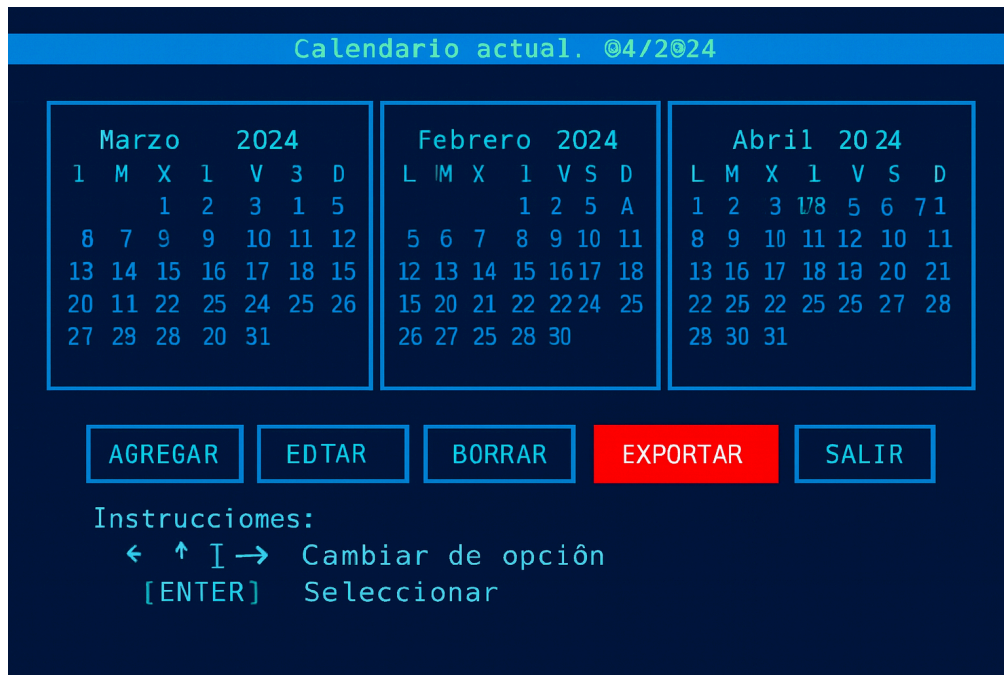 Calendario actual. 04/2024
Marzo 2024
l M X l V 3 D
1 2 3 1 5
8 7 9 9 10 11 12
13 14 15 16 17 18 15
20 11 22 25 24 25 26
27 28 28 20 31
Febrero 2024
L M X l V S D
1 2 5 A
5 6 7 8 9 10 11
12 13 14 15 16 17 18
15 20 21 22 22 24 25
26 27 25 28 30
Abril 20 24
L M X l V S D
1 2 3 5 6 7 1
8 9 10 11 12 10 11
13 16 17 18 18 20 21
22 25 22 25 25 27 28
28 30 31
AGREGAR
EDTAR
BORRAR
EXPORTAR
SALIR
Instrucciomes:
← ↑ I → Cambiar de opciôn
[ENTER] Seleccionar